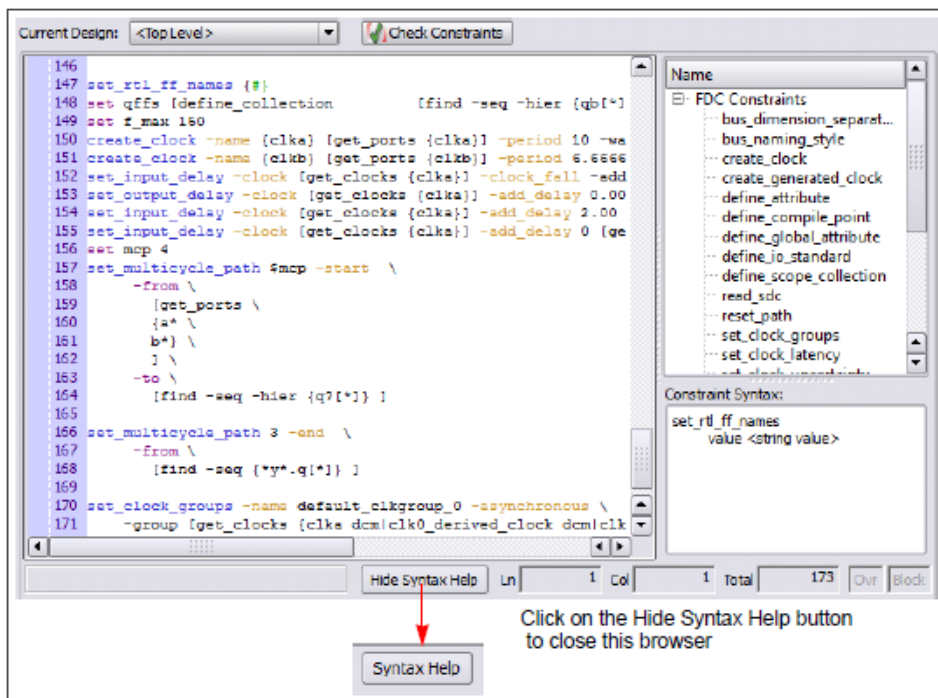 Current Design: <Top Level> Check Constraints
146
147 set_rtl_ff_names {#}
148 set qffs [define_collection [find -seq -hier {qb[*]
149 set f_max 150
150 create_clock -name {clka} [get_ports {clka}] -period 10 -wa
151 create_clock -name {clkb} [get_ports {clkb}] -period 6.6666
152 set_input_delay -clock [get_clocks {clka}] -clock_fall -add
153 set_output_delay -clock [get_clocks {clka}] -add_delay 0.00
154 set_input_delay -clock [get_clocks {clka}] -add_delay 2.00
155 set_input_delay -clock [get_clocks {clka}] -add_delay 0 [ge
156 set mcp 4
157 set_multicycle_path $mcp -start \
158 -from \
159 [get_ports \
160 {a* \
161 b*} \
162 ] \
163 -to \
164 [find -seq -hier {q?[*]} ]
165
166 set_multicycle_path 3 -end \
167 -from \
168 [find -seq {*y*.q[*]} ]
169
170 set_clock_groups -name default_clkgroup_0 -asynchronous \
171 -group [get_clocks {clka dcm|clk0_derived_clock dcm|clk
Name
FDC Constraints
bus_dimension_separat...
bus_naming_style
create_clock
create_generated_clock
define_attribute
define_compile_point
define_global_attribute
define_io_standard
define_scope_collection
read_sdc
reset_path
set_clock_groups
set_clock_latency
Constraint Syntax:
set_rtl_ff_names
value <string value>
Hide Syntax Help Ln 1 Col 1 Total 173 Ovr Block
Click on the Hide Syntax Help button
to close this browser
Syntax Help